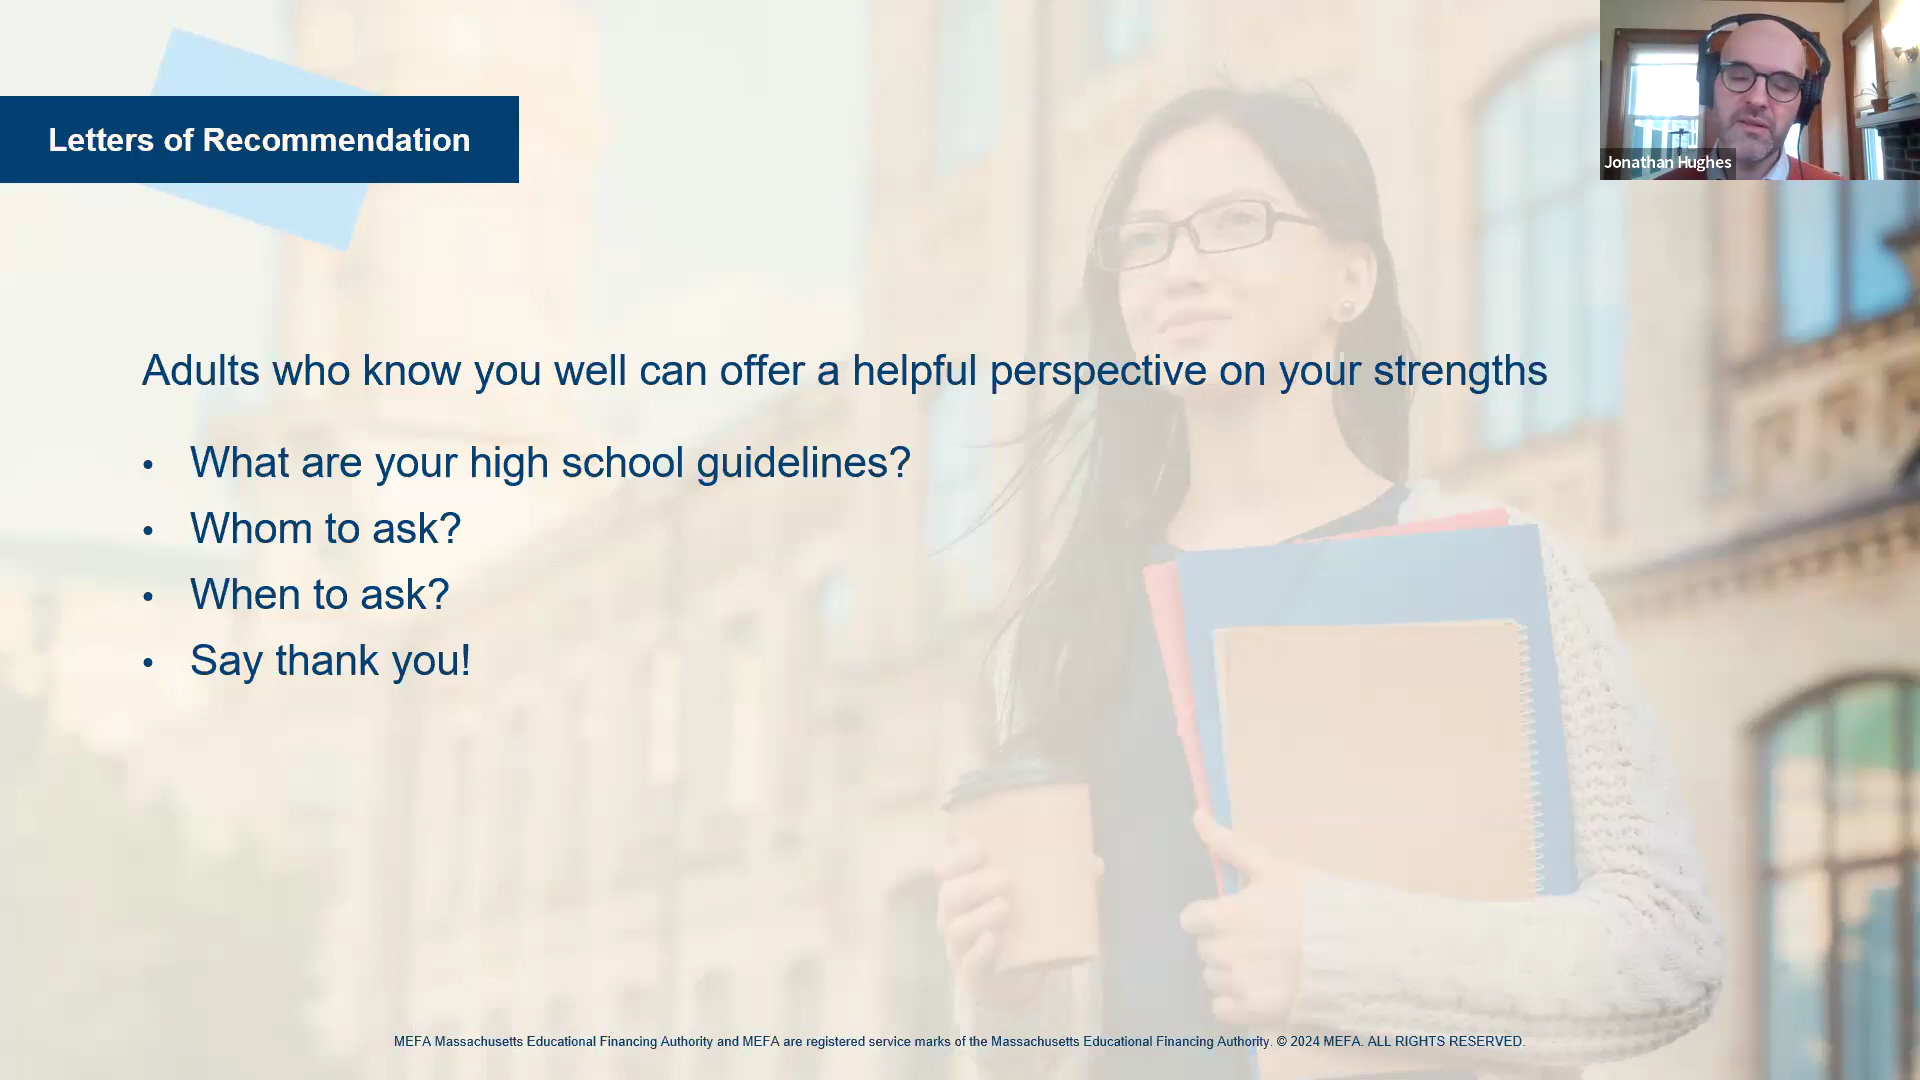 Letters of Recommendation
Jonathan Hughes
Adults who know you well can offer a helpful perspective on your strengths
• What are your high school guidelines?
• Whom to ask?
• When to ask?
• Say thank you!
MEFA Massachusetts Educational Financing Authority and MEFA are registered service marks of the Massachusetts Educational Financing Authority. © 2024 MEFA. ALL RIGHTS RESERVED.